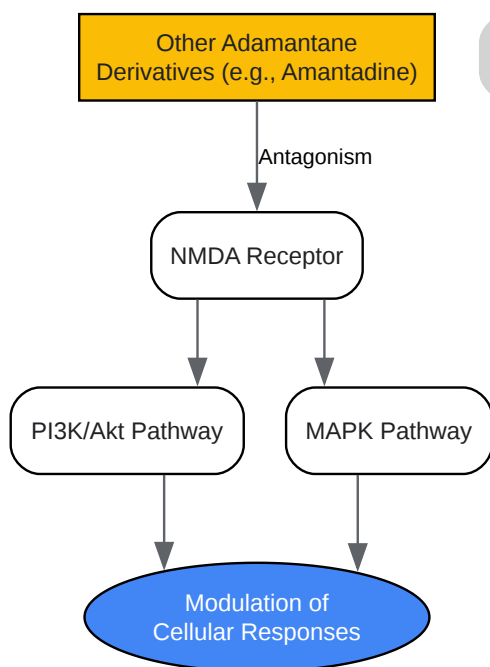 Other Adamantane
Derivatives (e.g., Amantadine)
Antagonism
NMDA Receptor
PI3K/Akt Pathway
MAPK Pathway
Modulation of
Cellular Responses